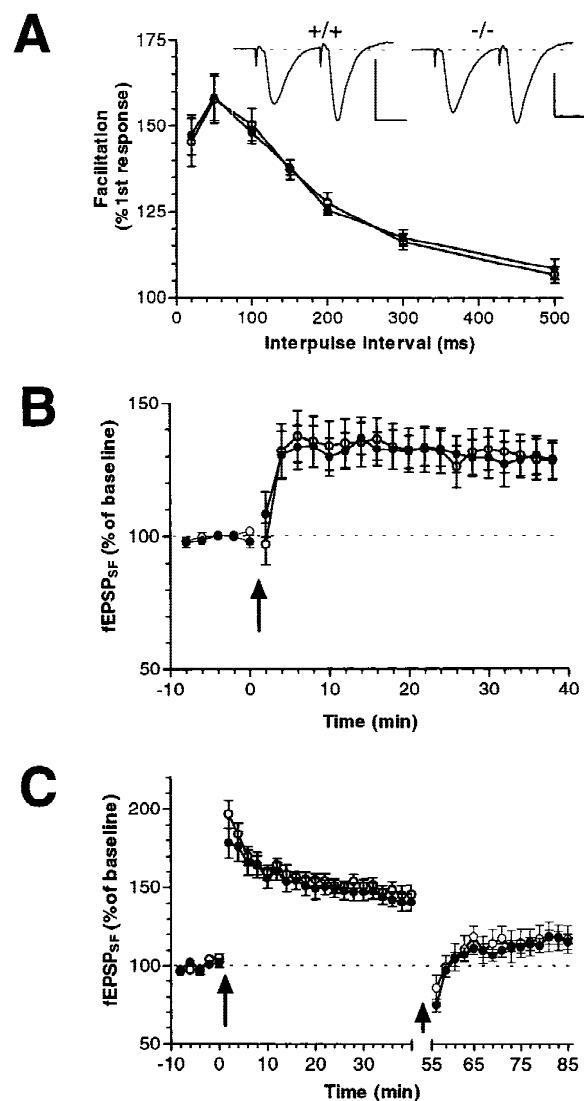 A
+/+ -/-
Facilitation
(% 1st response)
175
150
125
100
0 100 200 300 400 500
Interpulse Interval (ms)
B
fEPSPSF (% of baseline)
150
100
50
-10 0 10 20 30 40
Time (min)
C
fEPSPSF (% of baseline)
200
150
100
50
-10 0 10 20 30
55 65 75 85
Time (min)